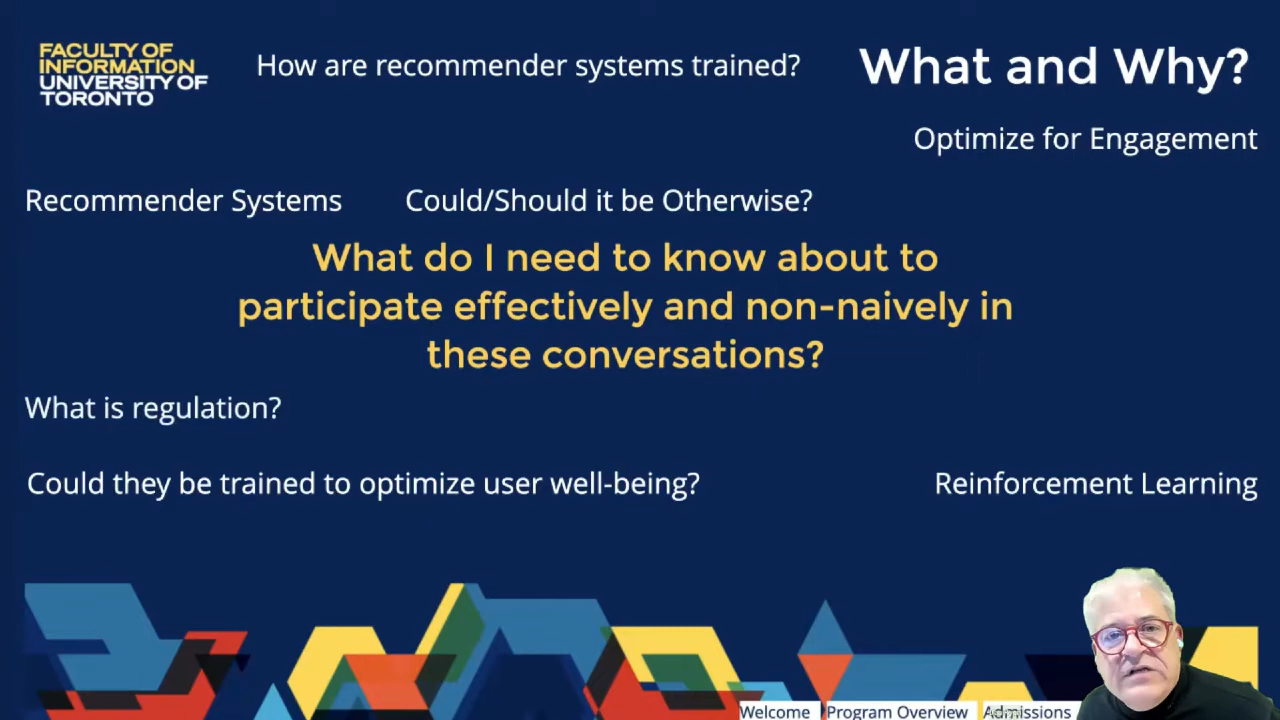 FACULTY OF
INFORMATION
UNIVERSITY OF
TORONTO
How are recommender systems trained?
What and Why?
Optimize for Engagement
Recommender Systems
Could/Should it be Otherwise?
What do I need to know about to
participate effectively and non-naively in
these conversations?
What is regulation?
Could they be trained to optimize user well-being?
Reinforcement Learning
Welcome
Program Overview
Admissions